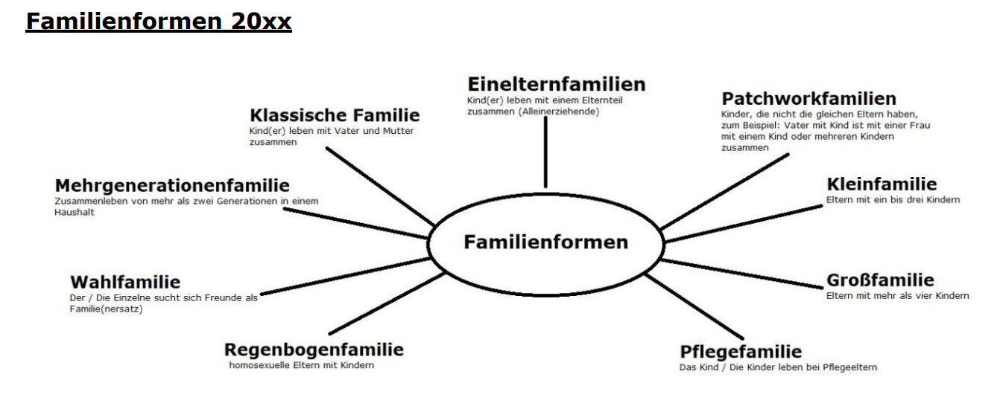 Familienformen 20xx
Einelternfamilien
Kind(er) leben mit einem Elternteil
zusammen (Alleinerziehende)
Patchworkfamilien
Kinder, die nicht die gleichen Eltern haben,
zum Beispiel: Vater mit Kind ist mit einer Frau
mit einem Kind oder mehreren Kindern
zusammen
Klassische Familie
Kind(er) leben mit Vater und Mutter
zusammen
Mehrgenerationenfamilie
Zusammenleben von mehr als zwei Generationen in einem
Haushalt
Kleinfamilie
Eltern mit ein bis drei Kindern
Familienformen
Wahlfamilie
Der / Die Einzelne sucht sich Freunde als
Familie(nersatz)
Großfamilie
Eltern mit mehr als vier Kindern
Regenbogenfamilie
homosexuelle Eltern mit Kindern
Pflegefamilie
Das Kind / Die Kinder leben bei Pflegeeltern